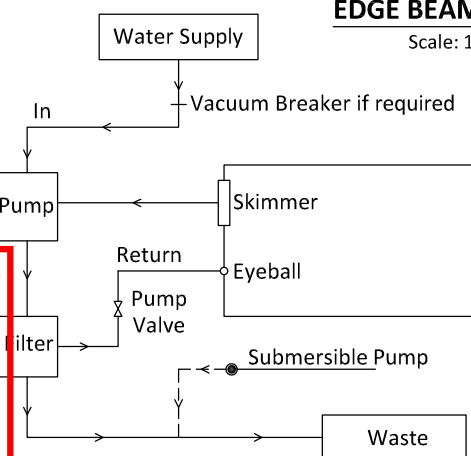 EDGE BEAM
Scale: 1
Water Supply
Vacuum Breaker if required
In
Pump
Skimmer
Return
Eyeball
Pump
Valve
Filter
Submersible Pump
Waste